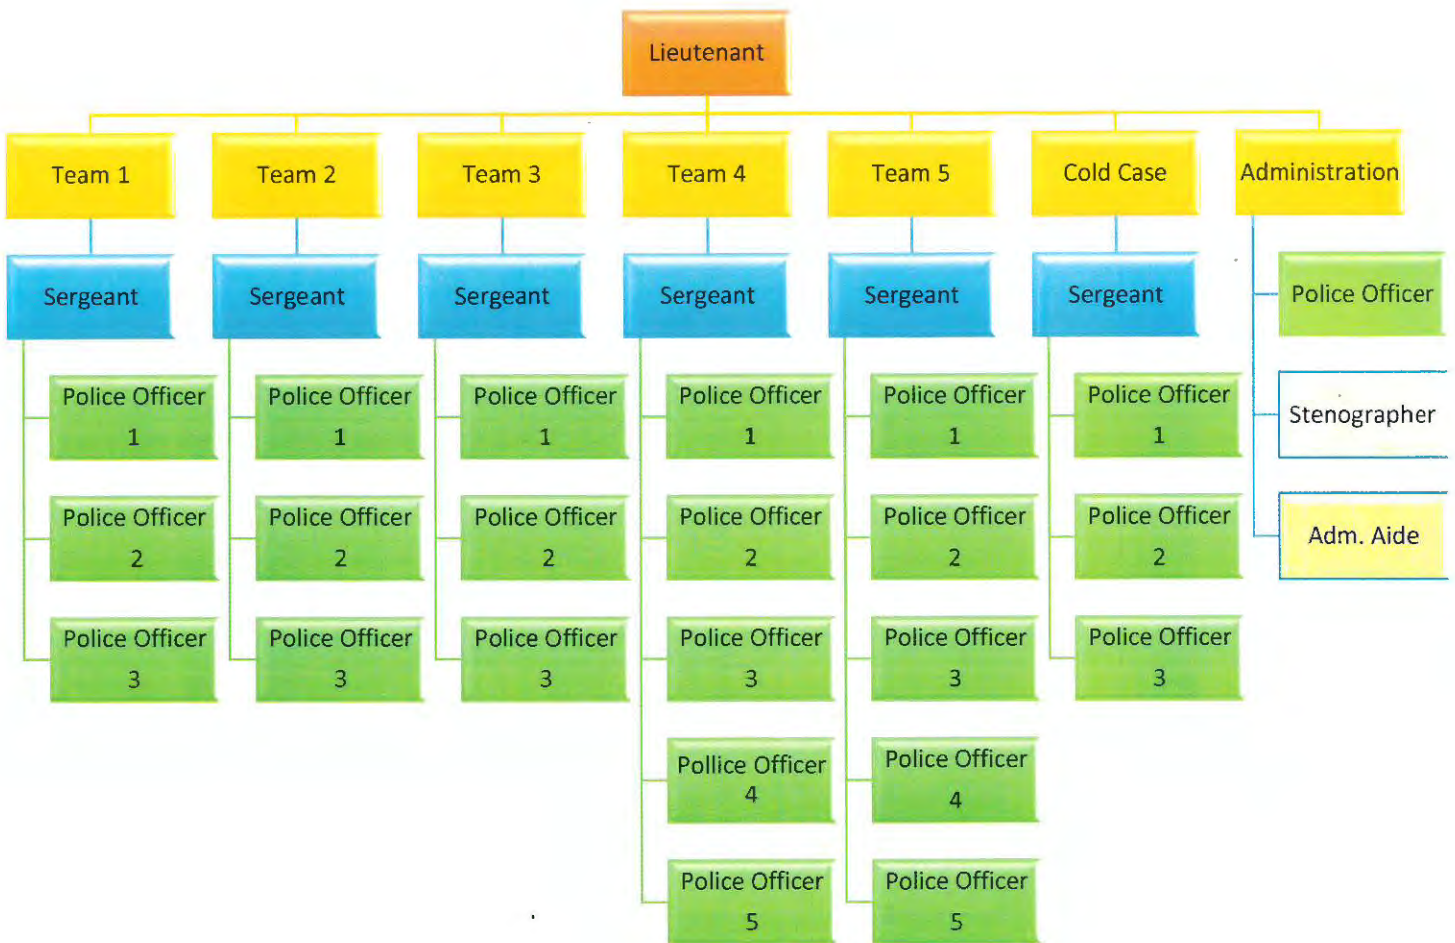 Lieutenant
Team 1
Team 2
Team 3
Team 4
Team 5
Cold Case
Administration
Sergeant
Sergeant
Sergeant
Sergeant
Sergeant
Sergeant
Police Officer
Police Officer
1
Police Officer
1
Police Officer
1
Police Officer
1
Police Officer
1
Police Officer
1
Stenographer
Police Officer
2
Police Officer
2
Police Officer
2
Police Officer
2
Police Officer
2
Police Officer
2
Adm. Aide
Police Officer
3
Police Officer
3
Police Officer
3
Police Officer
3
Police Officer
3
Police Officer
3
Pollice Officer
4
Police Officer
4
Police Officer
5
Police Officer
5